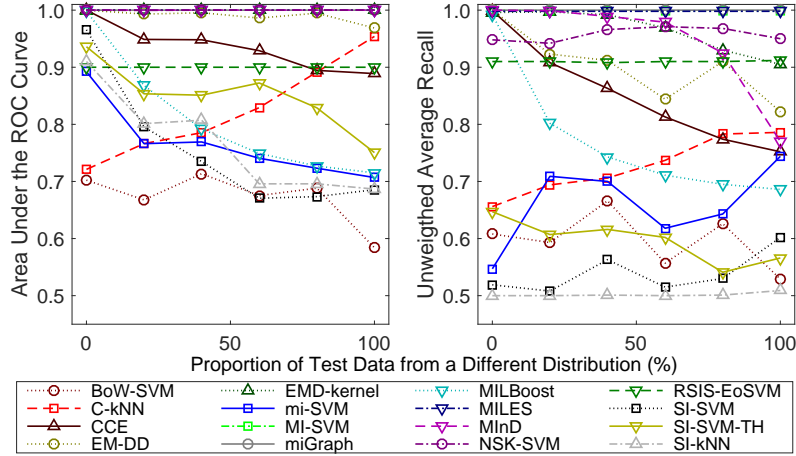 1.0
0.9
0.8
0.7
0.6
0.5
Area Under the ROC Curve
0
50
100
1.0
0.9
0.8
0.7
0.6
0.5
Unweigthed Average Recall
0
50
100
Proportion of Test Data from a Different Distribution (%)
BoW-SVM
C-kNN
CCE
EM-DD
EMD-kernel
mi-SVM
MI-SVM
miGraph
MILBoost
MILES
MInD
NSK-SVM
RSIS-EoSVM
SI-SVM
SI-SVM-TH
SI-kNN